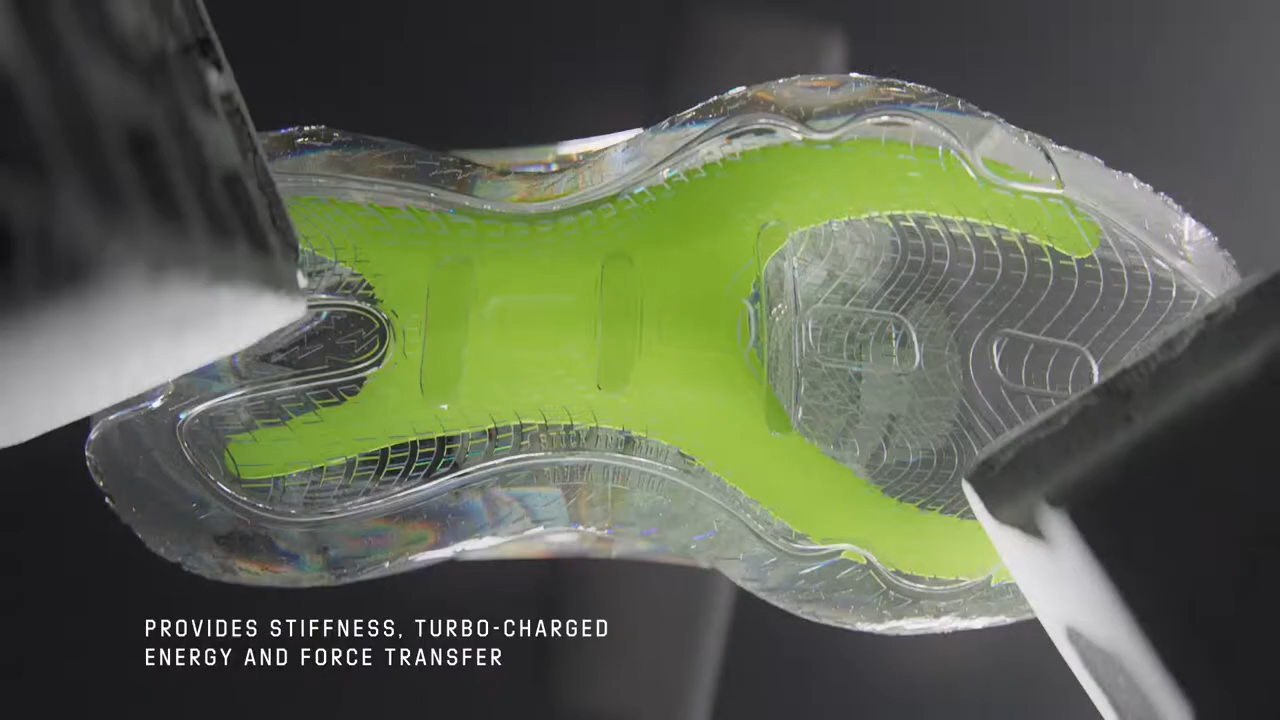 PROVIDES STIFFNESS, TURBO-CHARGED
ENERGY AND FORCE TRANSFER